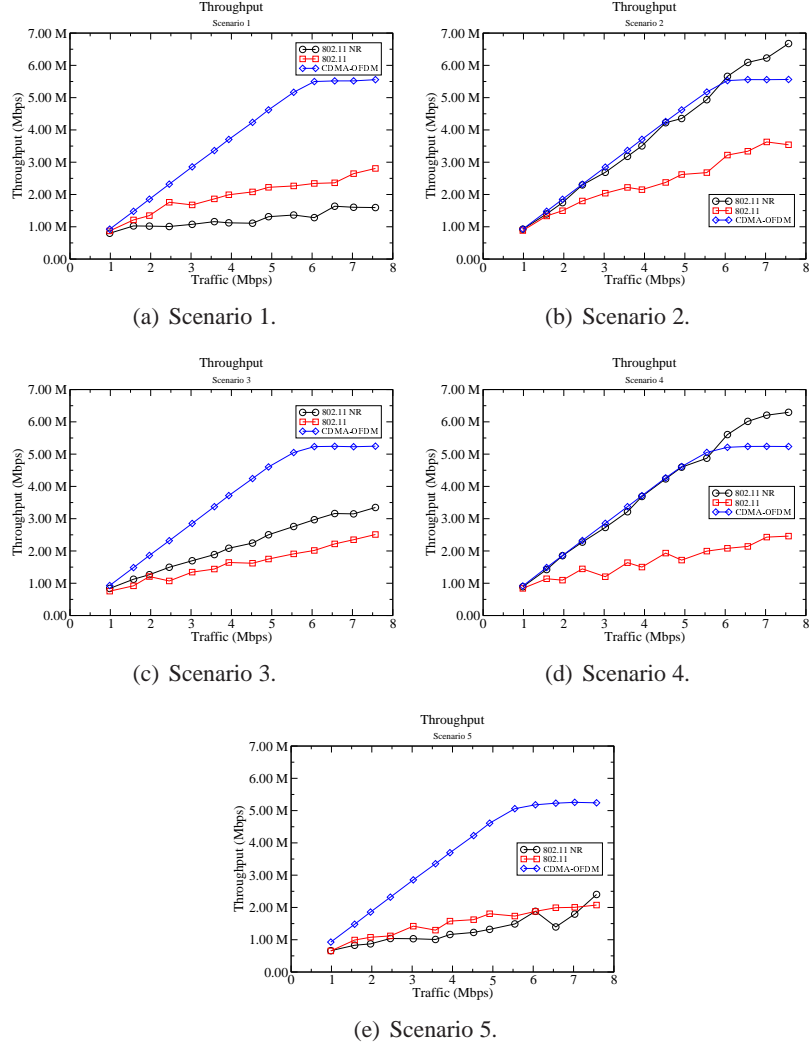 Throughput
Scenario 1
7.00 M
6.00 M
5.00 M
4.00 M
3.00 M
2.00 M
1.00 M
0.00
Throughput (Mbps)
802.11 NR
802.11
CDMA-OFDM
0 1 2 3 4 5 6 7 8
Traffic (Mbps)
(a) Scenario 1.
Throughput
Scenario 2
7.00 M
6.00 M
5.00 M
4.00 M
3.00 M
2.00 M
1.00 M
0.00
Throughput (Mbps)
802.11 NR
802.11
CDMA-OFDM
0 1 2 3 4 5 6 7 8
Traffic (Mbps)
(b) Scenario 2.
Throughput
Scenario 3
7.00 M
6.00 M
5.00 M
4.00 M
3.00 M
2.00 M
1.00 M
0.00
Throughput (Mbps)
802.11 NR
802.11
CDMA-OFDM
0 1 2 3 4 5 6 7 8
Traffic (Mbps)
(c) Scenario 3.
Throughput
Scenario 4
7.00 M
6.00 M
5.00 M
4.00 M
3.00 M
2.00 M
1.00 M
0.00
Throughput (Mbps)
802.11 NR
802.11
CDMA-OFDM
0 1 2 3 4 5 6 7 8
Traffic (Mbps)
(d) Scenario 4.
Throughput
Scenario 5
7.00 M
6.00 M
5.00 M
4.00 M
3.00 M
2.00 M
1.00 M
0.00
Throughput (Mbps)
802.11 NR
802.11
CDMA-OFDM
0 1 2 3 4 5 6 7 8
Traffic (Mbps)
(e) Scenario 5.